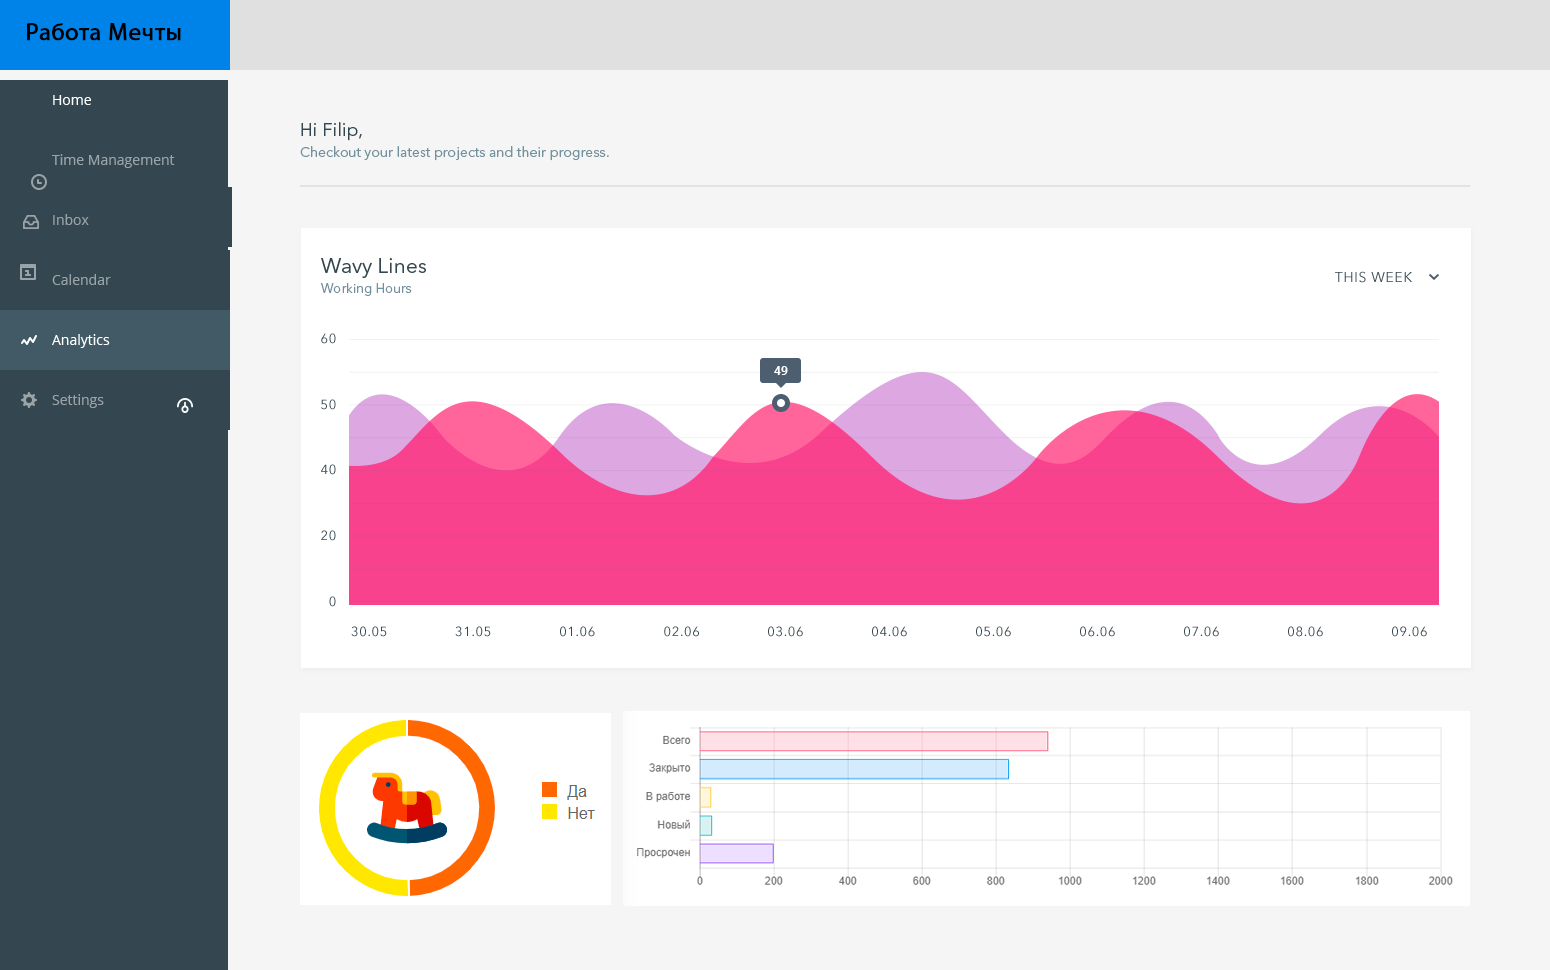 Работа Мечты
Home
Time Management
Inbox
Calendar
Analytics
Settings
Hi Filip,
Checkout your latest projects and their progress.
Wavy Lines
Working Hours
THIS WEEK
60
50
40
20
0
49
30.05 31.05 01.06 02.06 03.06 04.06 05.06 06.06 07.06 08.06 09.06
Да
Нет
Всего
Закрыто
В работе
Новый
Просрочен
0 200 400 600 800 1000 1200 1400 1600 1800 2000